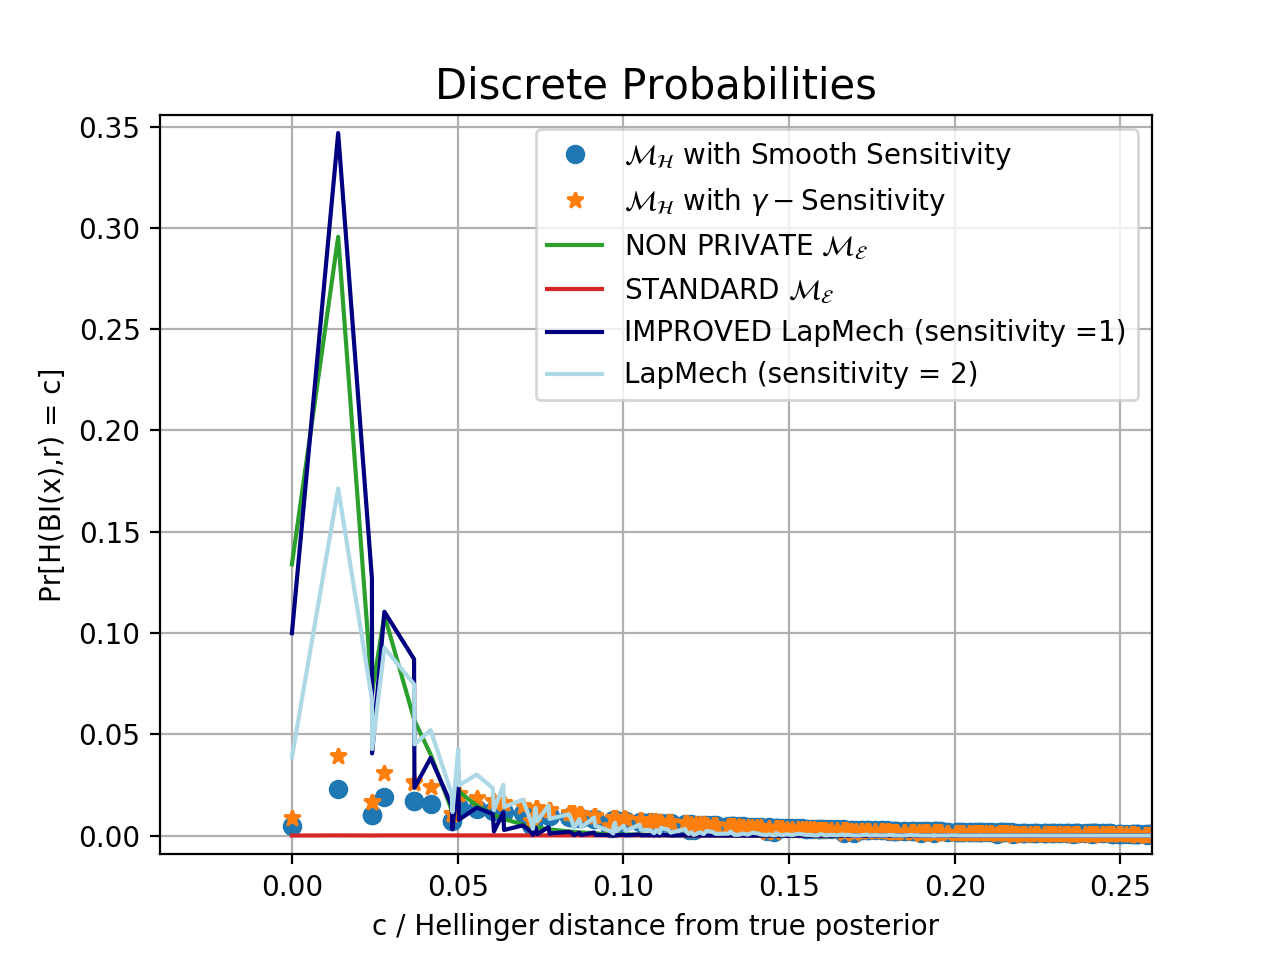 Discrete Probabilities
0.35
0.30
0.25
0.20
0.15
0.10
0.05
0.00
Pr[H(BI(x),r) = c]
ℳ_ℋ with Smooth Sensitivity
ℳ_ℋ with γ − Sensitivity
NON PRIVATE ℳ_ℰ
STANDARD ℳ_ℰ
IMPROVED LapMech (sensitivity =1)
LapMech (sensitivity = 2)
0.00 0.05 0.10 0.15 0.20 0.25
c / Hellinger distance from true posterior